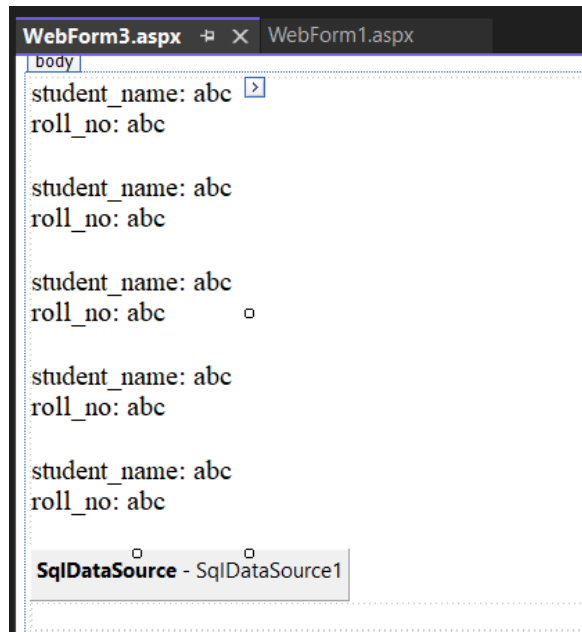 WebForm3.aspx WebForm1.aspx
body
student_name: abc
roll_no: abc
student_name: abc
roll_no: abc
student_name: abc
roll_no: abc
student_name: abc
roll_no: abc
student_name: abc
roll_no: abc
SqlDataSource - SqlDataSource1